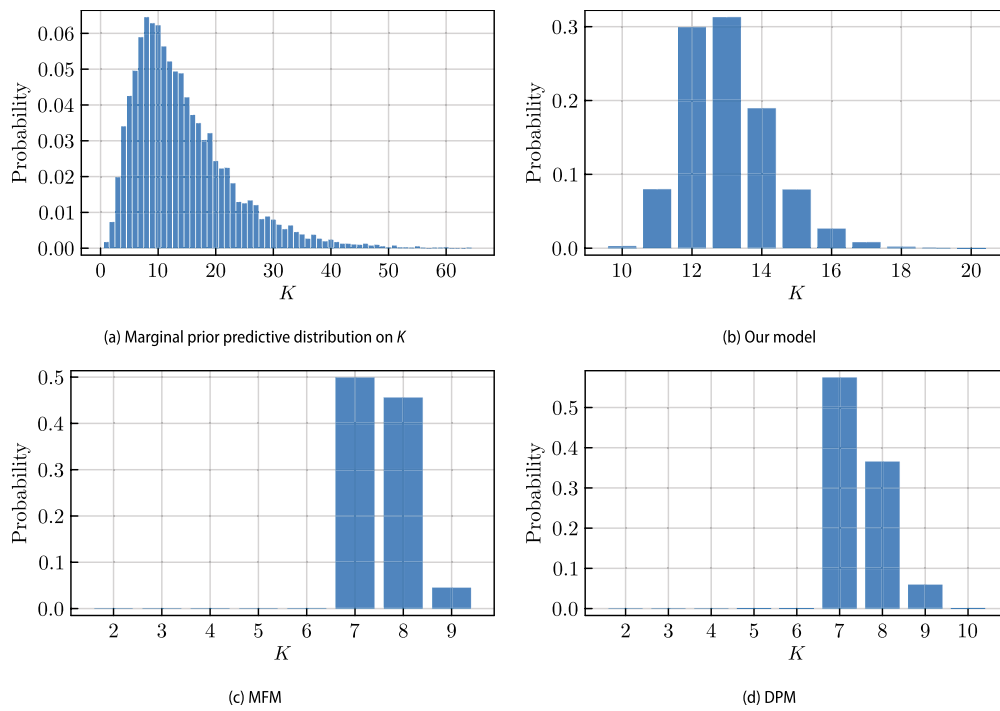 0.06
0.05
0.04
0.03
0.02
0.01
0.00
Probability
0 10 20 30 40 50 60
K
(a) Marginal prior predictive distribution on K
0.3
0.2
0.1
0.0
Probability
10 12 14 16 18 20
K
(b) Our model
0.5
0.4
0.3
0.2
0.1
0.0
Probability
2 3 4 5 6 7 8 9
K
(c) MFM
0.5
0.4
0.3
0.2
0.1
0.0
Probability
2 3 4 5 6 7 8 9 10
K
(d) DPM